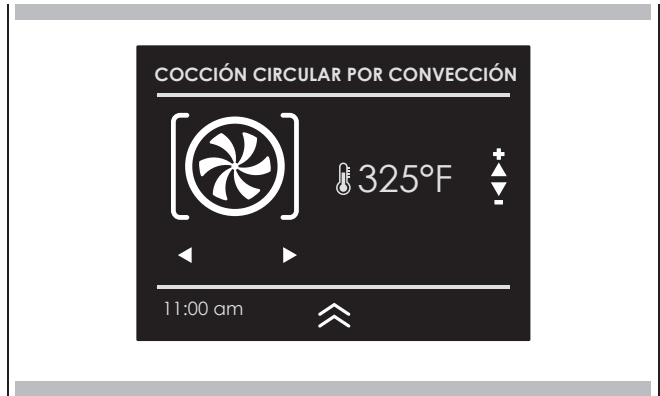 COCCIÓN CIRCULAR POR CONVECCIÓN
325°F
+
-
11:00 am